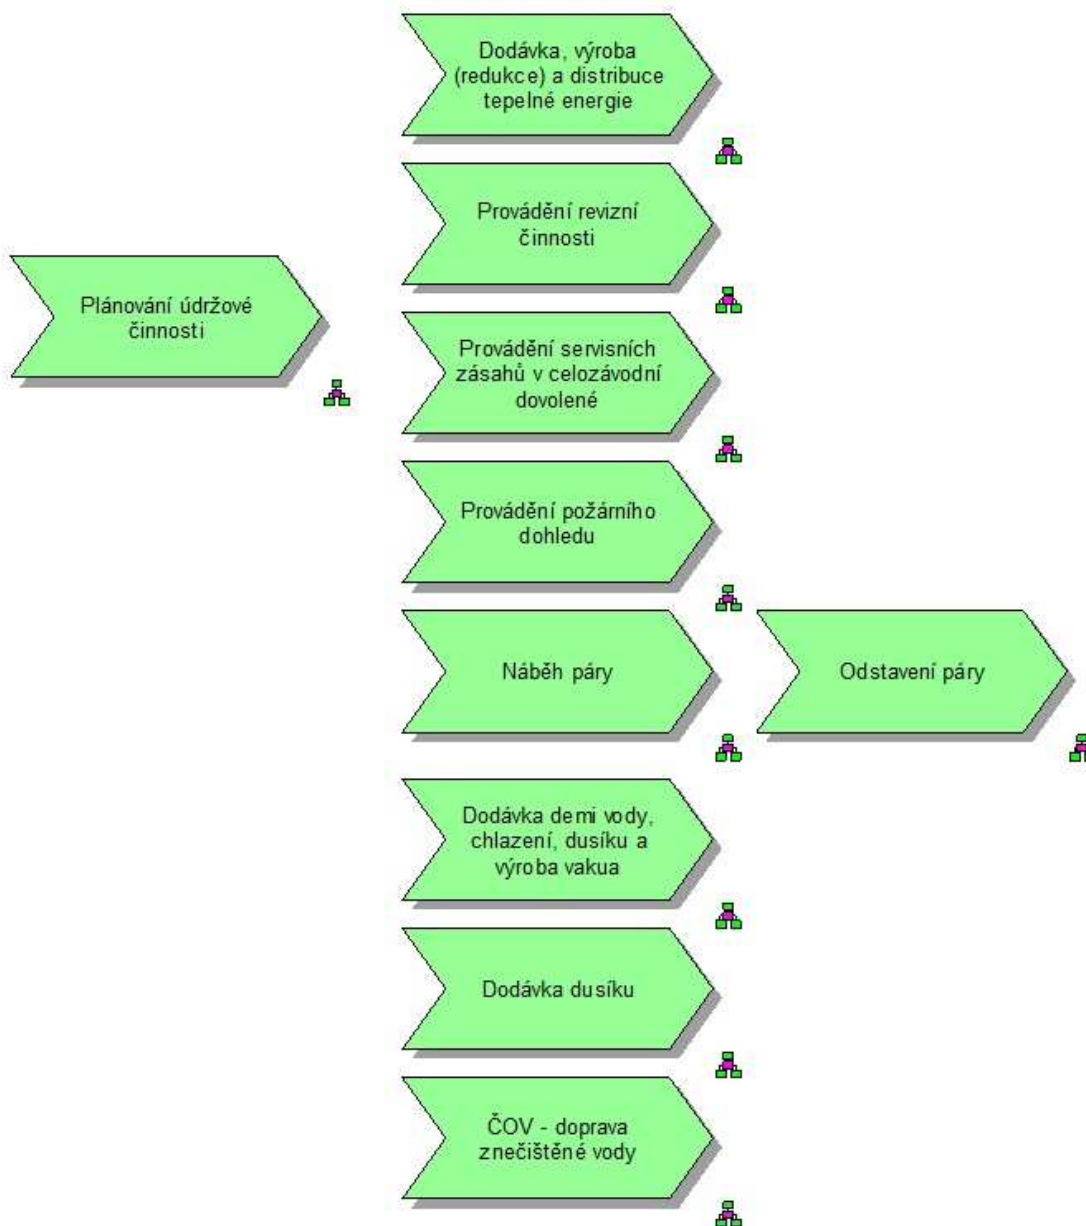 Dodávka, výroba
(redukce) a distribuce
tepelné energie
Provádění revizní
činnosti
Plánování údržové
činnosti
Provádění servisních
zásahů v celozávodní
dovolené
Provádění požárního
dohledu
Náběh páry
Odstavení páry
Dodávka demi vody,
chlazení, dusíku a
výroba vakua
Dodávka dusíku
ČOV - doprava
znečištěné vody